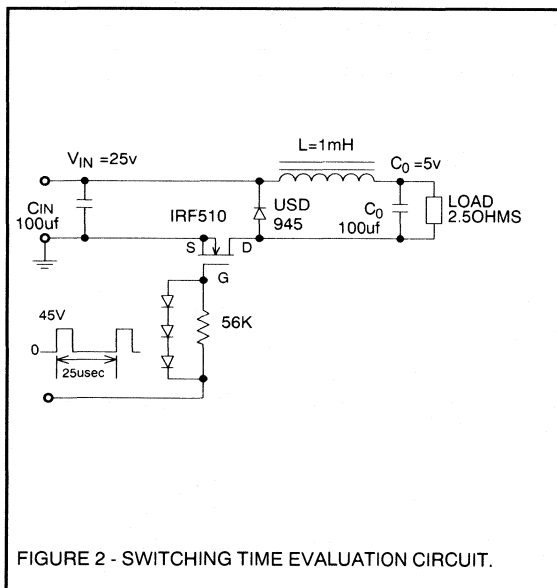 L=1mH
VIN =25v
C0 =5v
CIN
100uf
IRF510
USD
945
C0
100uf
LOAD
2.5OHMS
S
D
G
45V
56K
0
25usec
FIGURE 2 - SWITCHING TIME EVALUATION CIRCUIT.